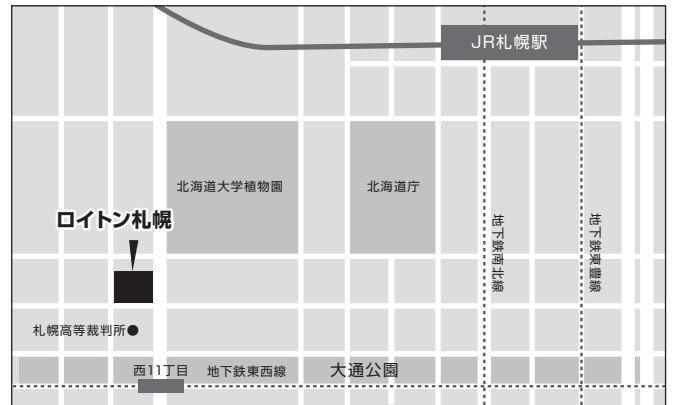 JR札幌駅
北海道大学植物園
北海道庁
ロイトン札幌
地下鉄南北線
地下鉄東豊線
札幌高等裁判所●
西11丁目
地下鉄東西線
大通公園